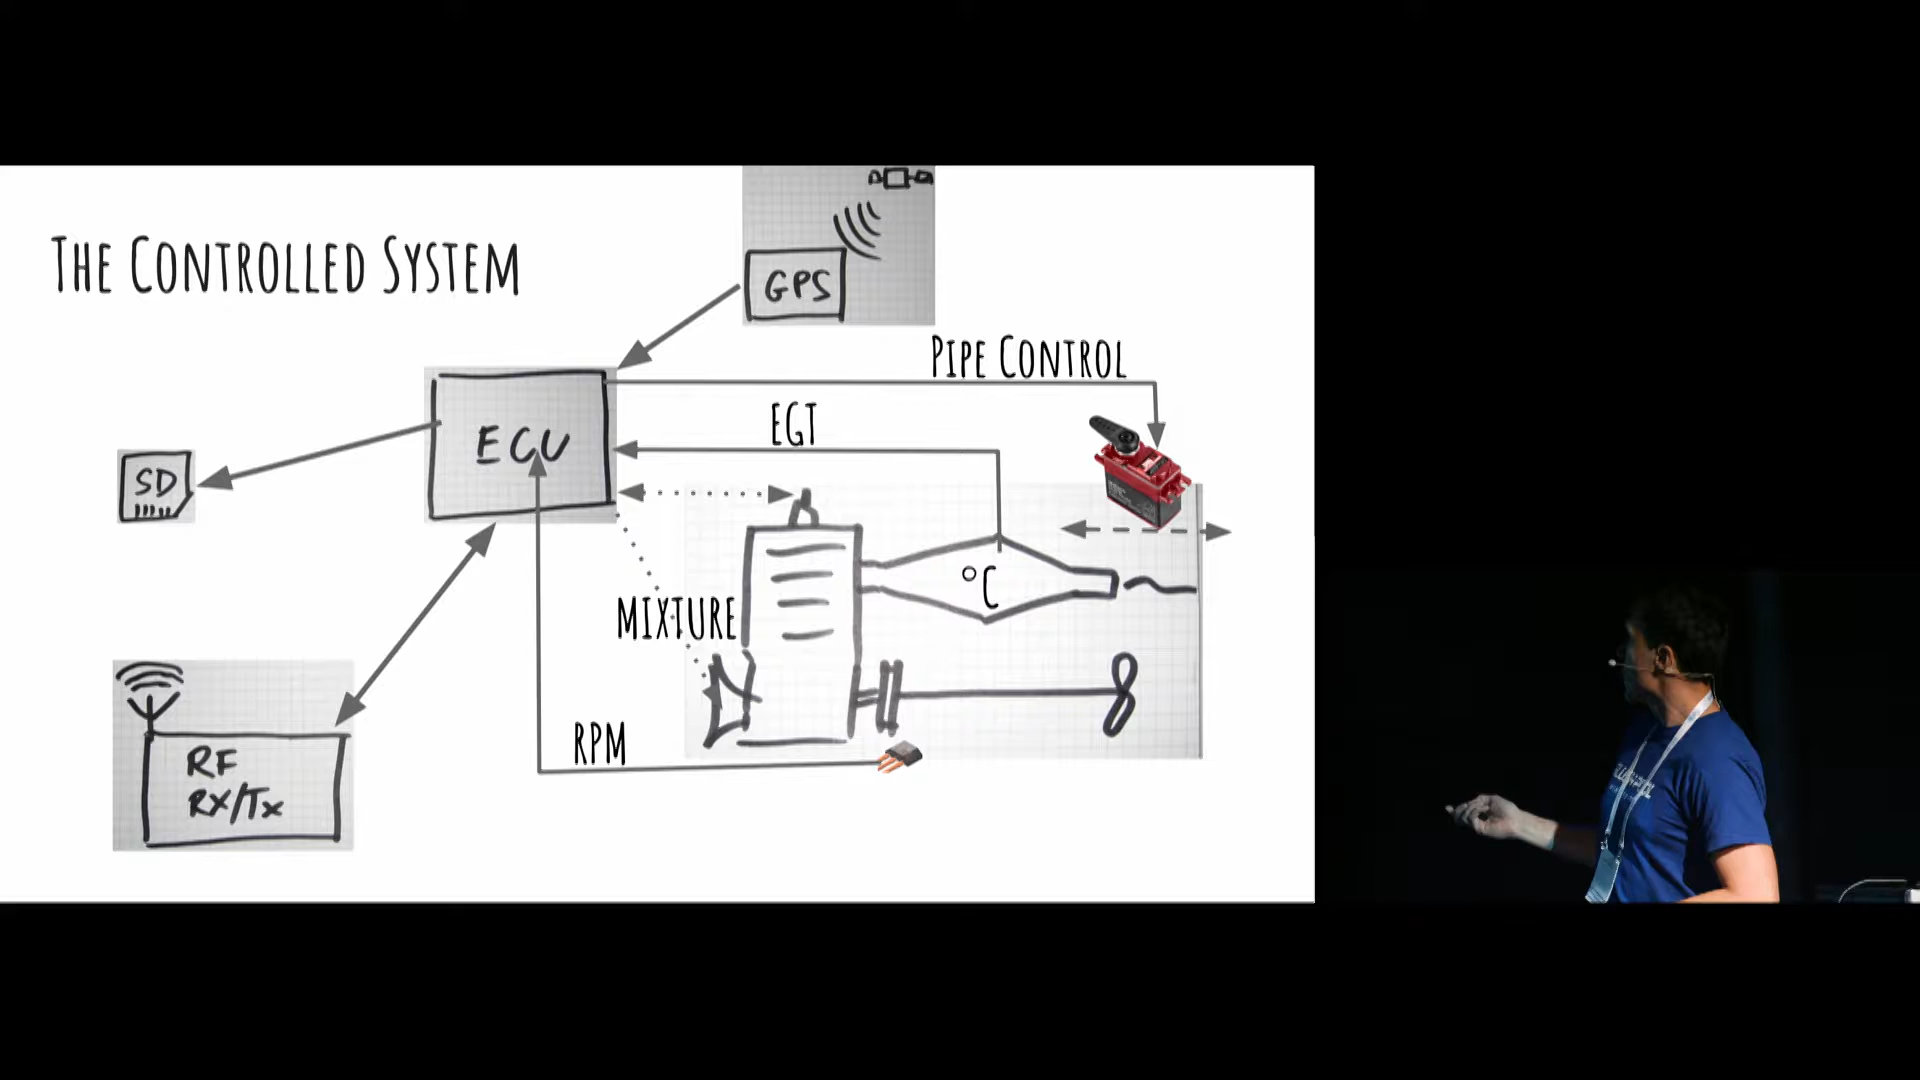 THE CONTROLLED SYSTEM
GPS
PIPE CONTROL
EGT
ECU
SD
°C
MIXTURE
RPM
RF
RX/TX